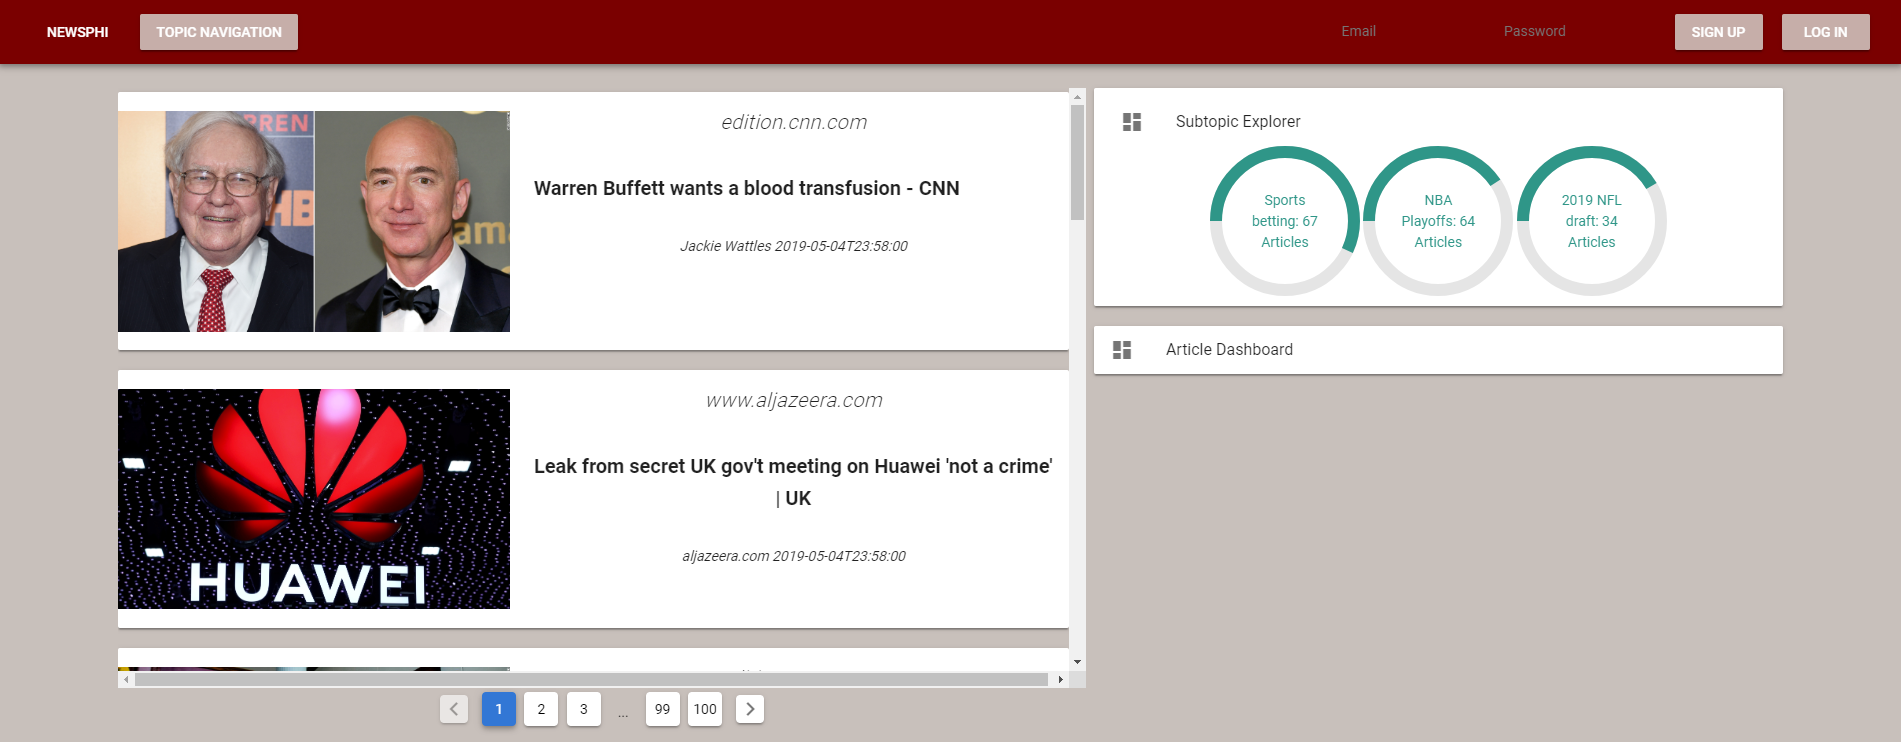 NEWSPHI
TOPIC NAVIGATION
Email
Password
SIGN UP
LOG IN
edition.cnn.com
Warren Buffett wants a blood transfusion - CNN
Jackie Wattles 2019-05-04T23:58:00
www.aljazeera.com
Leak from secret UK gov't meeting on Huawei 'not a crime'
| UK
aljazeera.com 2019-05-04T23:58:00
HUAWEI
1
2
3
...
99
100
Subtopic Explorer
Sports
betting: 67
Articles
NBA
Playoffs: 64
Articles
2019 NFL
draft: 34
Articles
Article Dashboard